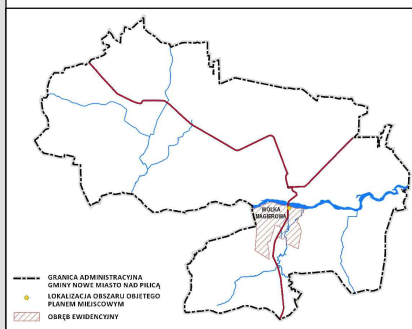 WÓLKA
MAGIEROWA
GRANICA ADMINISTRACYJNA
GMINY NOWE MIASTO NAD PILICĄ
LOKALIZACJA OBSZARU OBJĘTEGO
PLANEM MIEJSCOWYM
OBRĘB EWIDENCYJNY